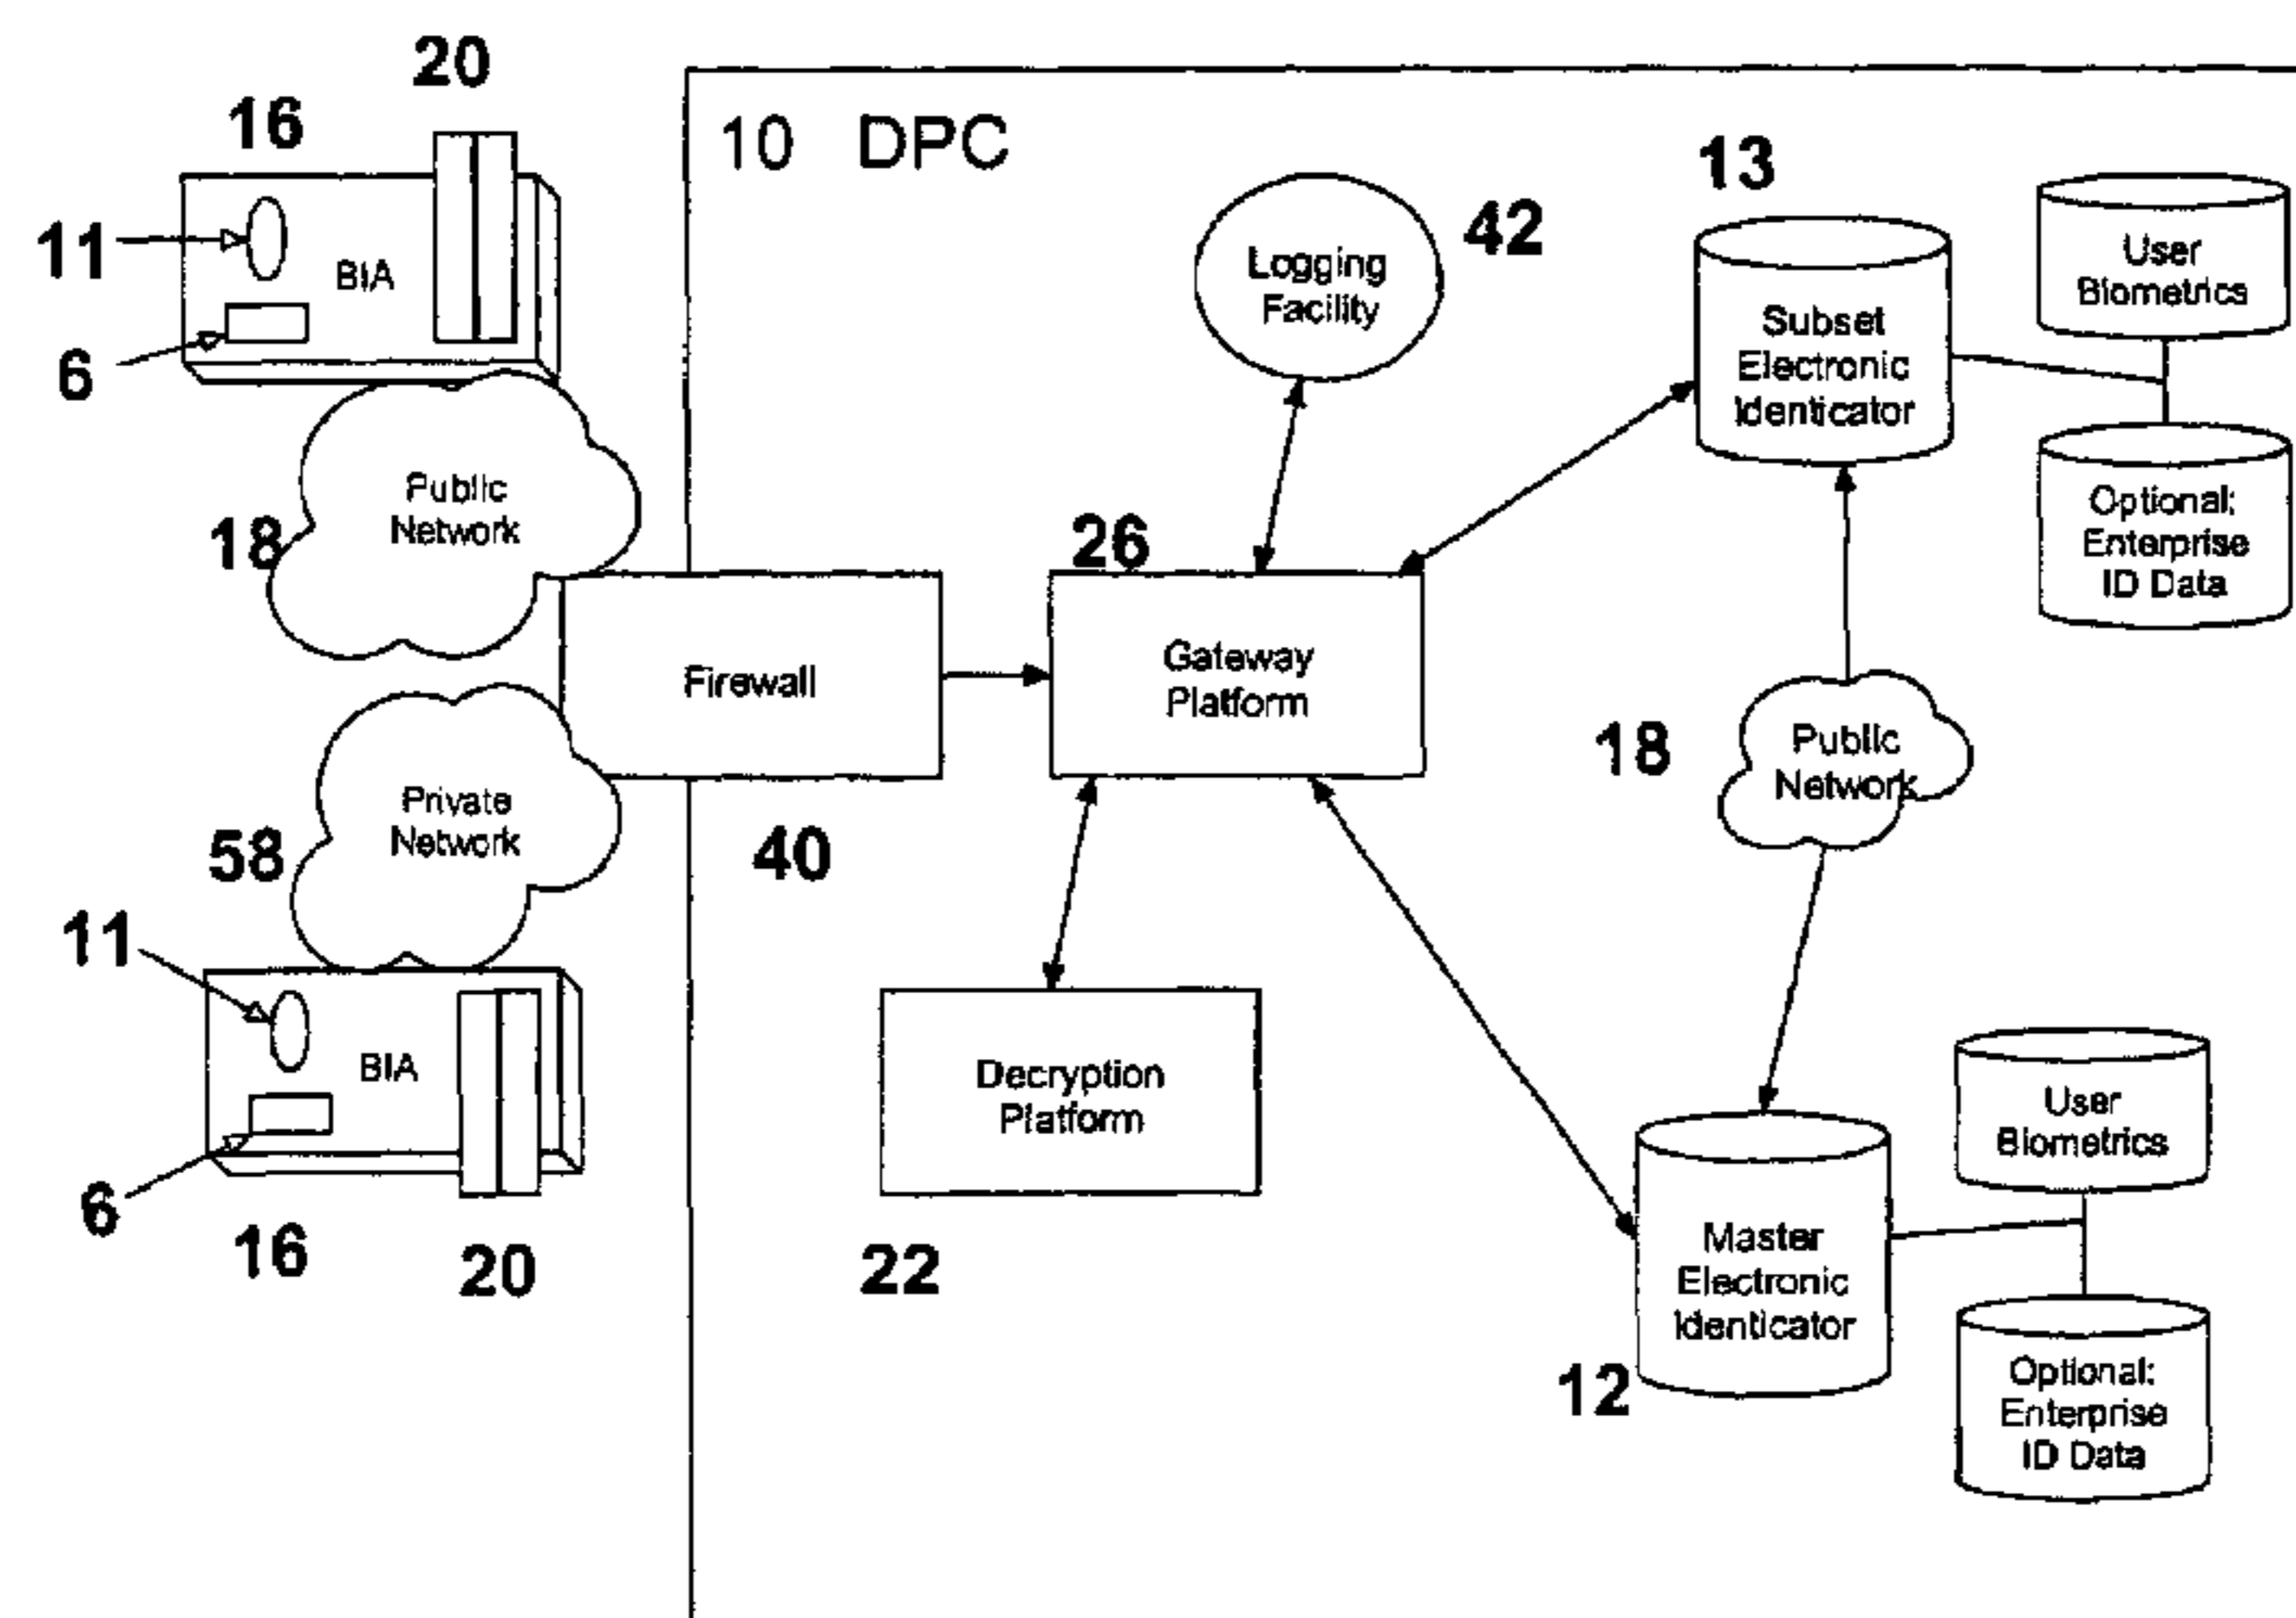 20
16
10 DPC
11
BIA
6
Public
Network
18
Logging
Facility
42
13
Subset
Electronic
Identicator
User
Biometrics
Optional:
Enterprise
ID Data
26
Firewall
Gateway
Platform
18
Public
Network
Private
Network
58
40
11
BIA
6
16
20
Decryption
Platform
22
Master
Electronic
Identicator
12
User
Biometrics
Optional:
Enterprise
ID Data